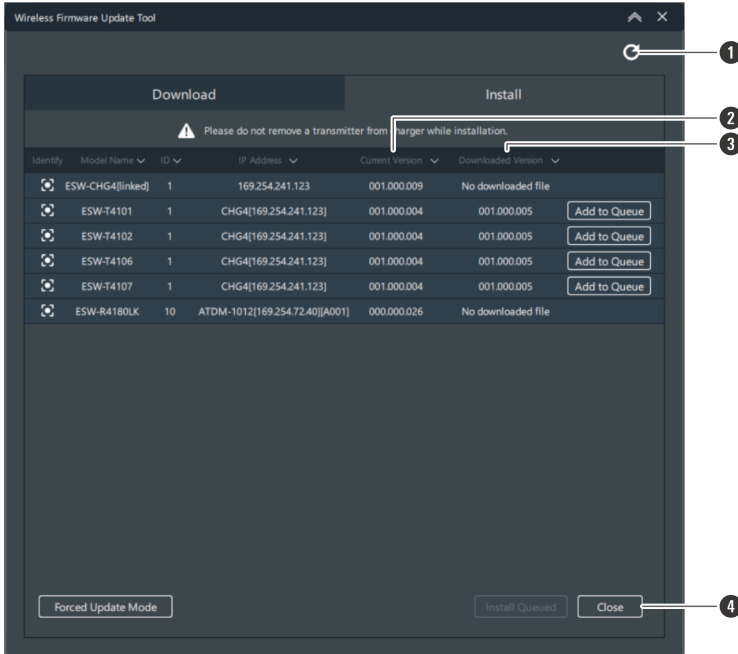 Wireless Firmware Update Tool
1
Download Install
2
Please do not remove a transmitter from charger while installation.
3
Identify Model Name ID IP Address Current Version Downloaded Version
ESW-CHG4[linked] 1 169.254.241.123 001.000.009 No downloaded file
ESW-T4101 1 CHG4[169.254.241.123] 001.000.004 001.000.005 Add to Queue
ESW-T4102 1 CHG4[169.254.241.123] 001.000.004 001.000.005 Add to Queue
ESW-T4106 1 CHG4[169.254.241.123] 001.000.004 001.000.005 Add to Queue
ESW-T4107 1 CHG4[169.254.241.123] 001.000.004 001.000.005 Add to Queue
ESW-R4180LK 10 ATDM-1012[169.254.72.40][A001] 000.000.026 No downloaded file
Forced Update Mode Install Queued Close 4